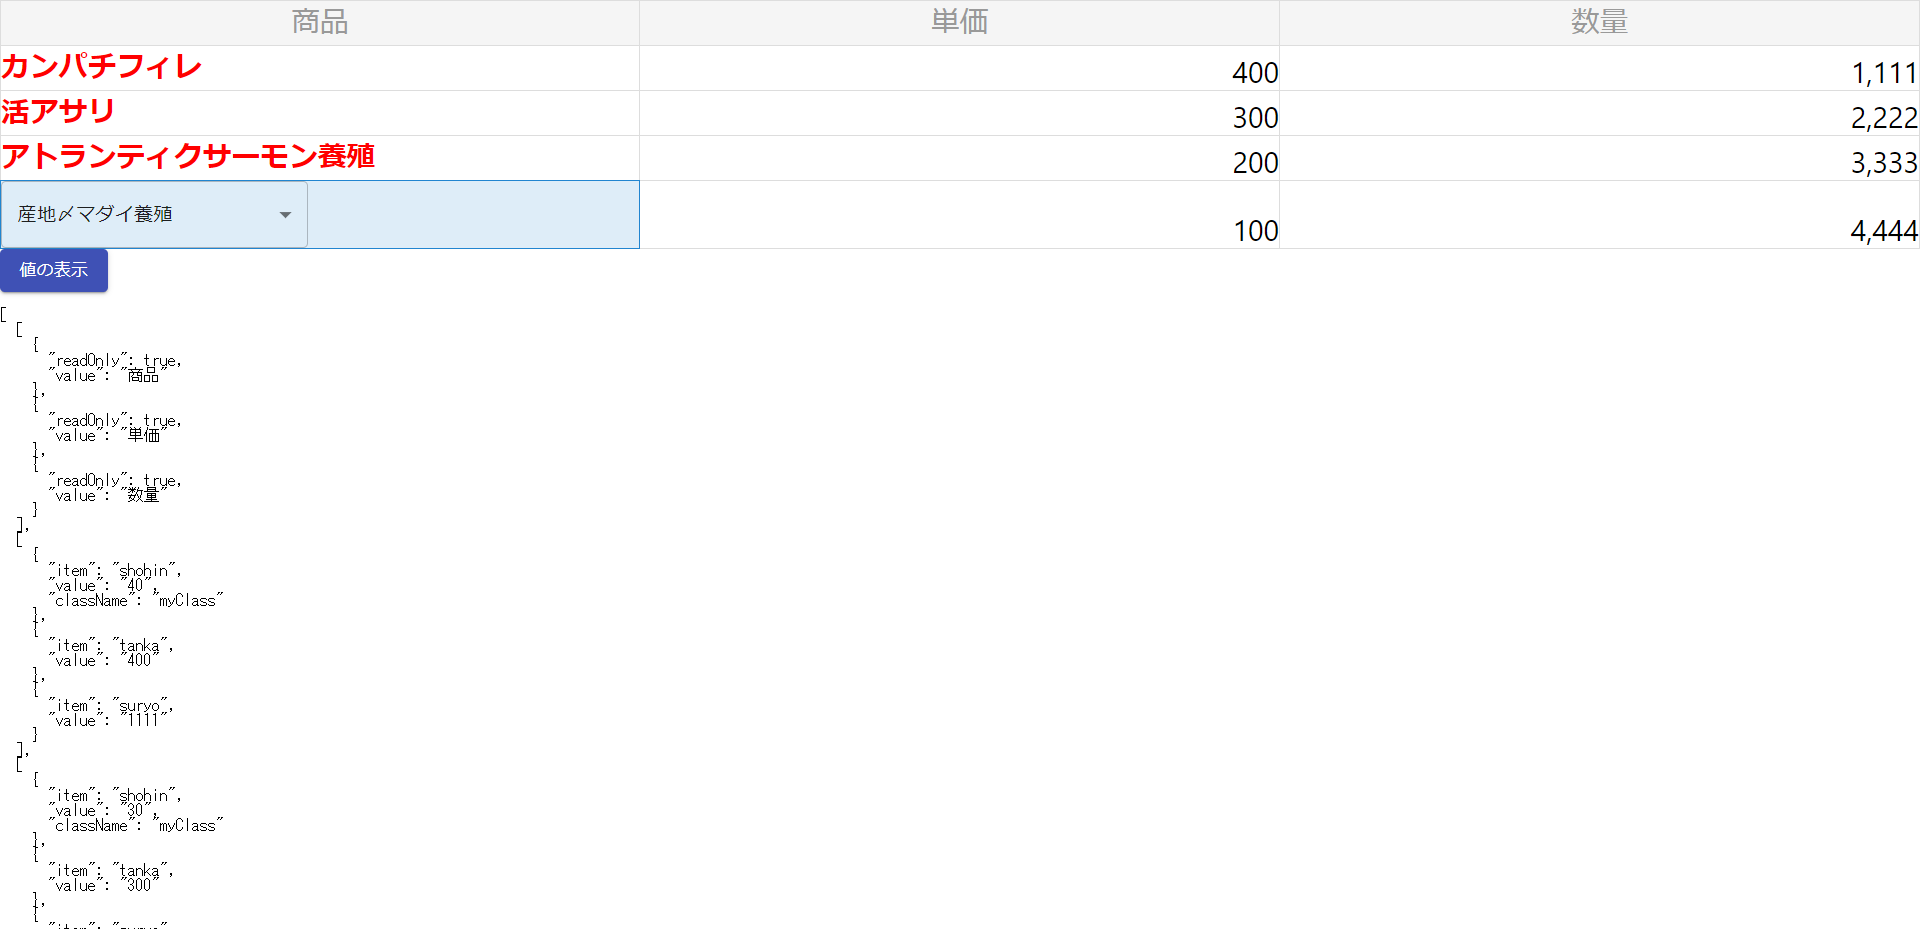 商品 単価 数量
カンパチフィレ 400 1,111
活アサリ 300 2,222
アトランティクサーモン養殖 200 3,333
産地〆マダイ養殖 100 4,444
値の表示
[
[
{
"readOnly": true,
"value": "商品"
},
{
"readOnly": true,
"value": "単価"
},
{
"readOnly": true,
"value": "数量"
}
],
[
{
"item": "shohin",
"value": "40",
"className": "myClass"
},
{
"item": "tanka",
"value": "400"
},
{
"item": "suryo",
"value": "1111"
}
],
[
{
"item": "shohin",
"value": "30",
"className": "myClass"
},
{
"item": "tanka",
"value": "300"
},
{
"item": "suryo",